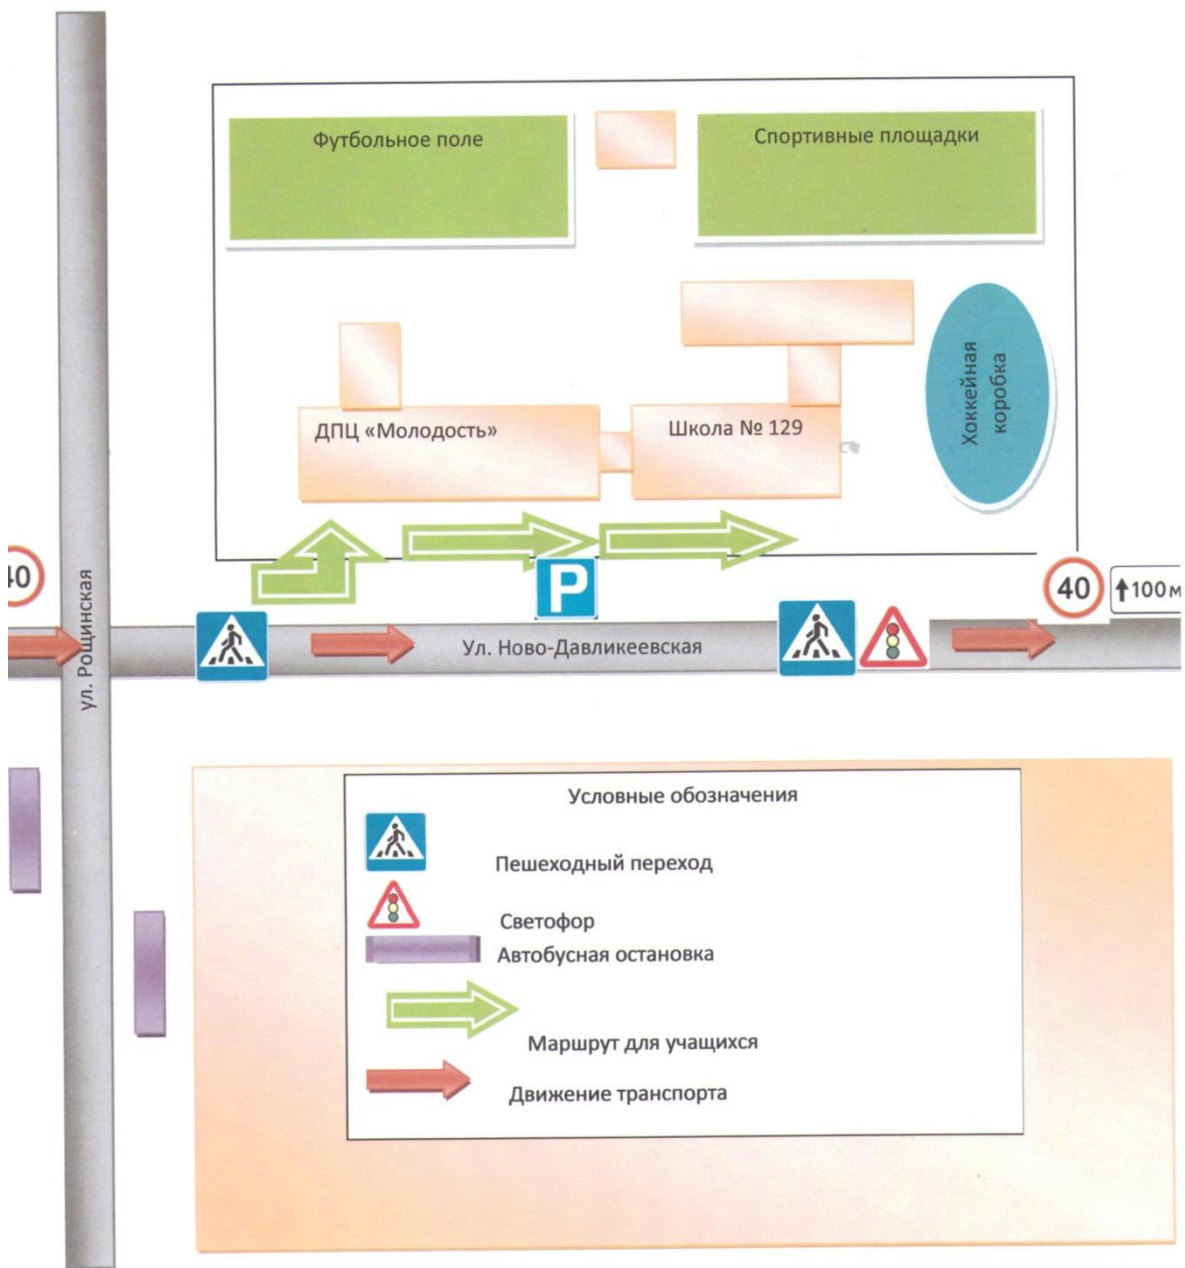 Футбольное поле
Спортивные площадки
Хоккейная
коробка
ДПЦ «Молодость»
Школа № 129
40
P
40
100м
ул. Рощинская
Ул. Ново-Давликеевская
Условные обозначения
Пешеходный переход
Светофор
Автобусная остановка
Маршрут для учащихся
Движение транспорта